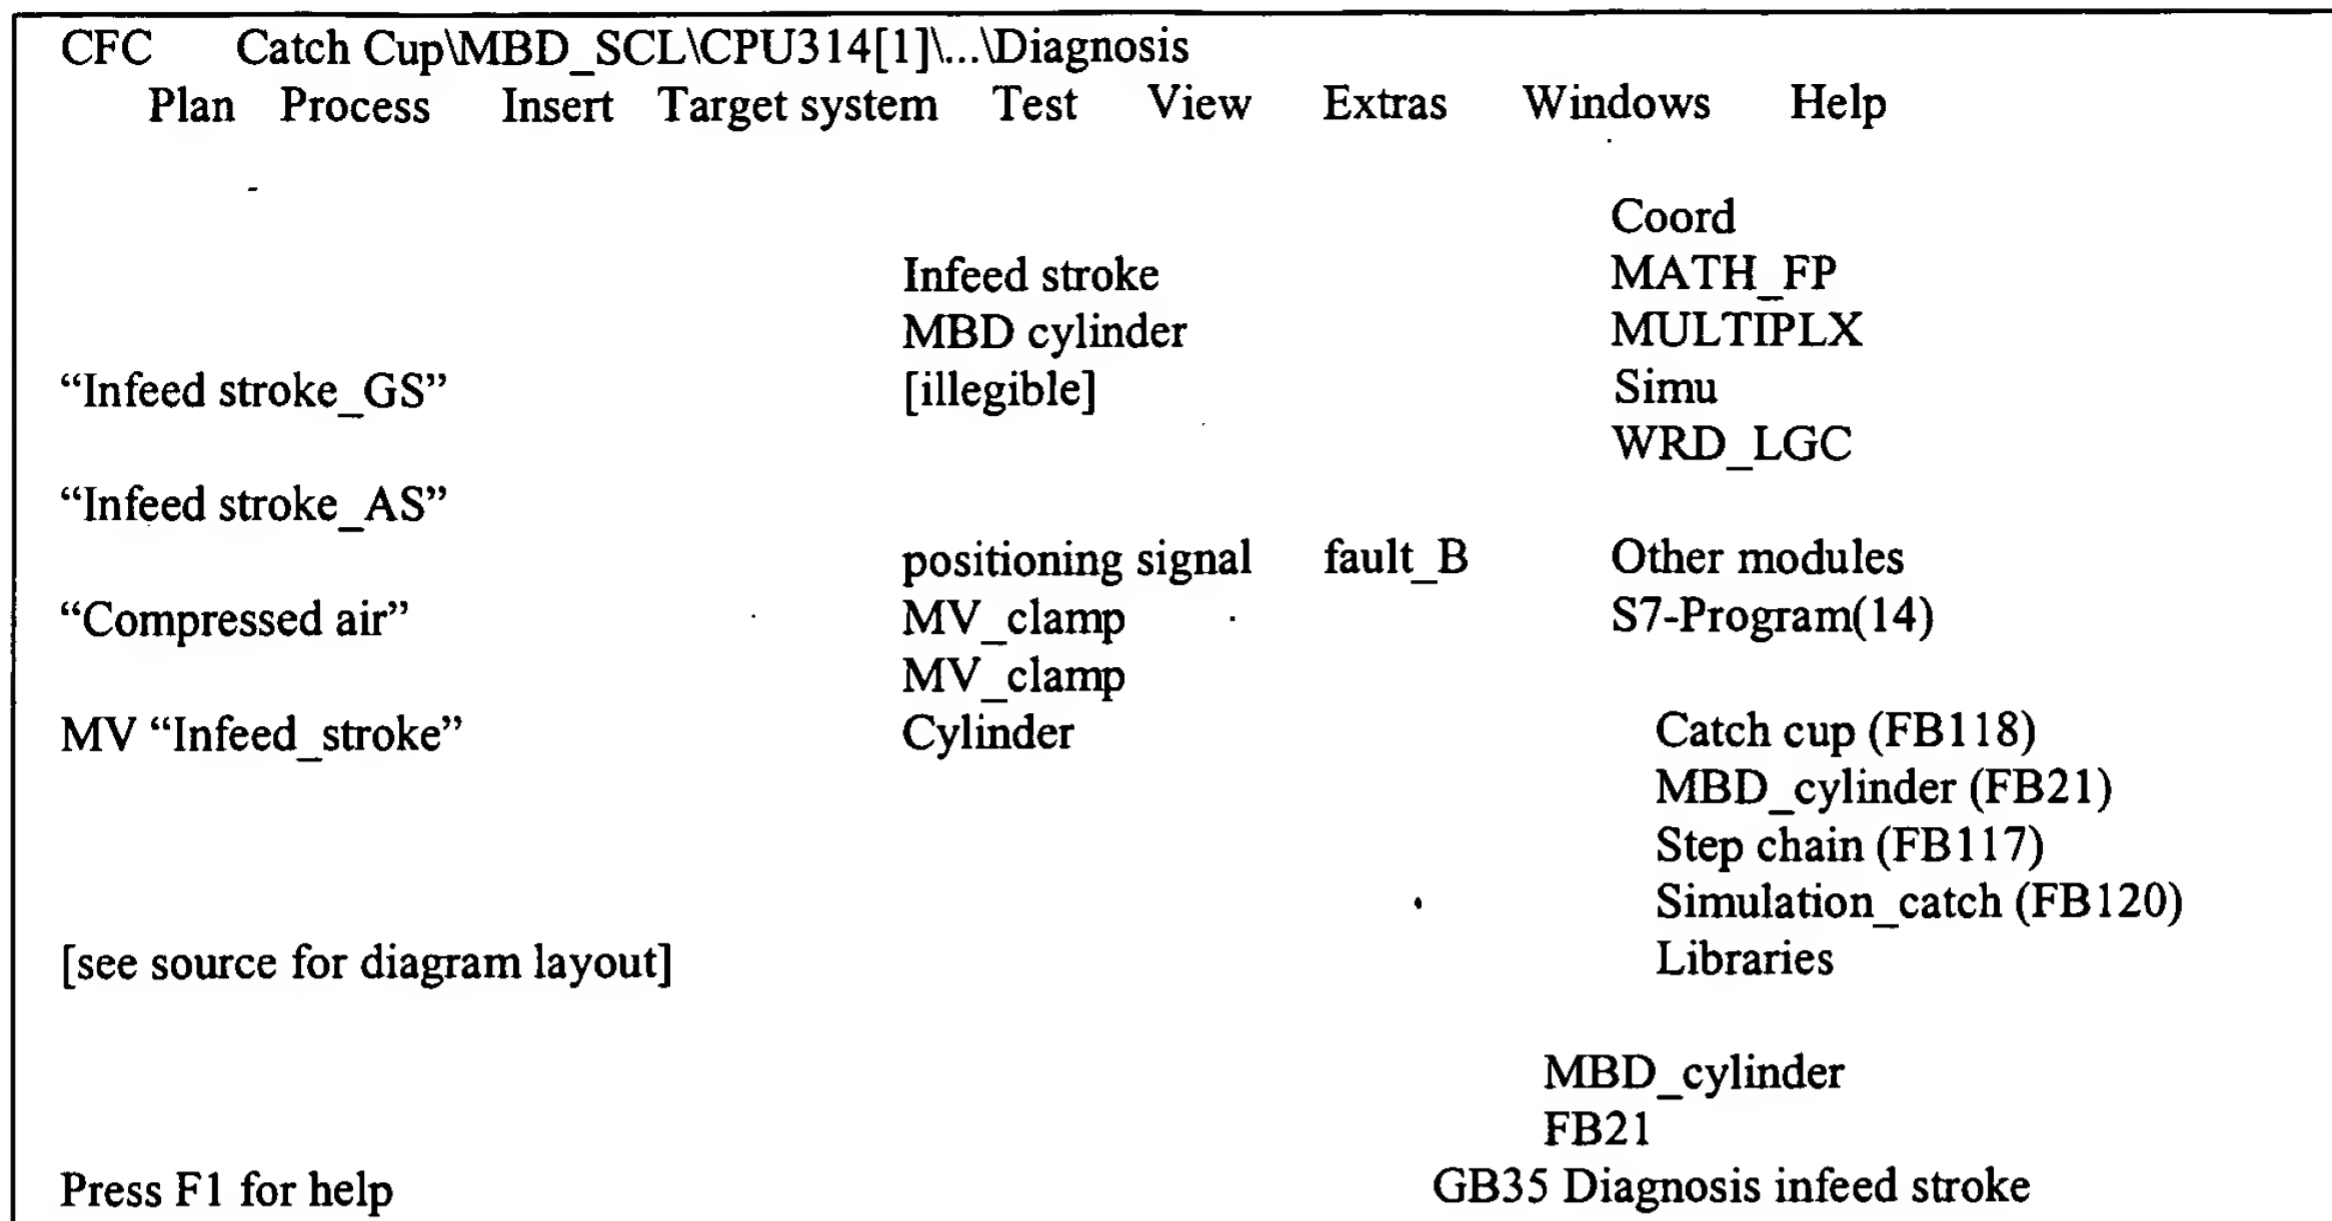 CFC Catch Cup\MBD_SCL\CPU314[1]\...\Diagnosis
Plan Process Insert Target system Test View Extras Windows Help
Coord
Infeed stroke MATH_FP
MBD cylinder MULTIPLX
“Infeed stroke_GS” [illegible] Simu
WRD_LGC
“Infeed stroke_AS”
positioning signal fault_B Other modules
“Compressed air” MV_clamp S7-Program(14)
MV_clamp
MV “Infeed_stroke” Cylinder Catch cup (FB118)
MBD_cylinder (FB21)
Step chain (FB117)
Simulation_catch (FB120)
[see source for diagram layout] Libraries
MBD_cylinder
FB21
Press F1 for help GB35 Diagnosis infeed stroke